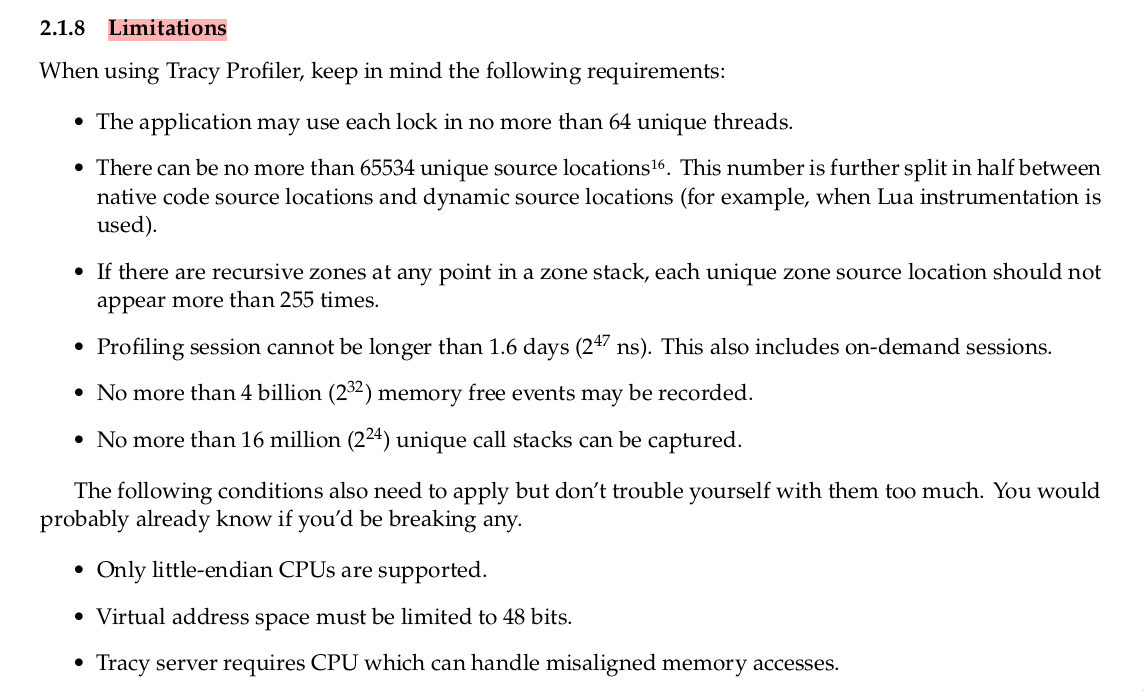 2.1.8 Limitations
When using Tracy Profiler, keep in mind the following requirements:
• The application may use each lock in no more than 64 unique threads.
• There can be no more than 65534 unique source locations¹⁶. This number is further split in half between
native code source locations and dynamic source locations (for example, when Lua instrumentation is
used).
• If there are recursive zones at any point in a zone stack, each unique zone source location should not
appear more than 255 times.
• Profiling session cannot be longer than 1.6 days (2⁴⁷ ns). This also includes on-demand sessions.
• No more than 4 billion (2³²) memory free events may be recorded.
• No more than 16 million (2²⁴) unique call stacks can be captured.
The following conditions also need to apply but don't trouble yourself with them too much. You would
probably already know if you'd be breaking any.
• Only little-endian CPUs are supported.
• Virtual address space must be limited to 48 bits.
• Tracy server requires CPU which can handle misaligned memory accesses.